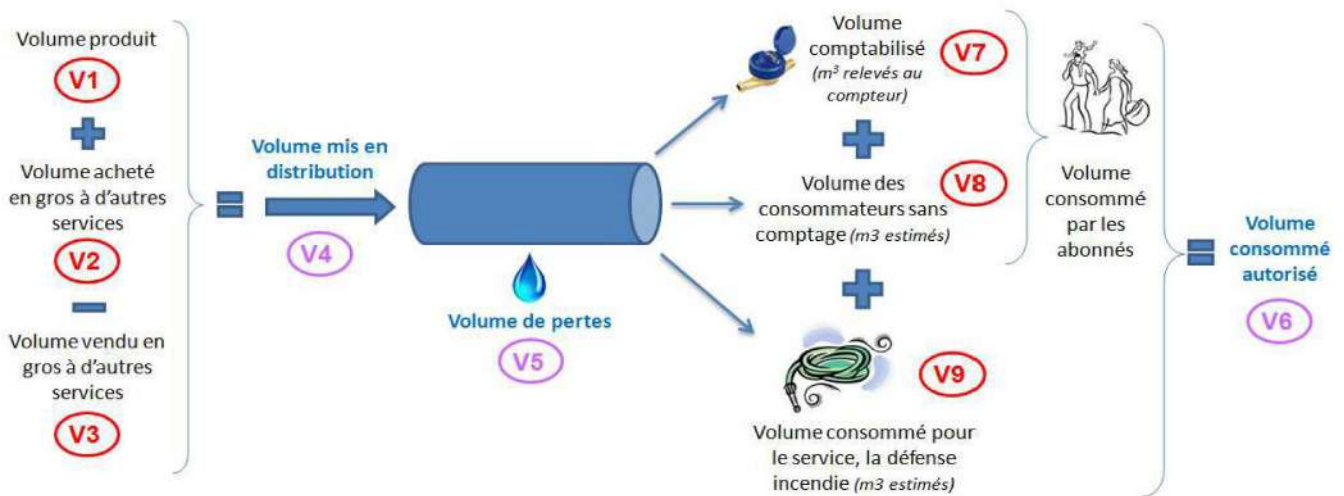 Volume produit
V1
Volume acheté
en gros à d'autres
services
V2
Volume vendu en
gros à d'autres
services
V3
Volume mis en
distribution
V4
Volume de pertes
V5
Volume
comptabilisé
(m³ relevés au
compteur)
V7
Volume des
consommateurs sans
comptage (m3 estimés)
V8
Volume consommé pour
le service, la défense
incendie (m3 estimés)
V9
Volume
consommé
par les
abonnés
Volume
consommé
autorisé
V6